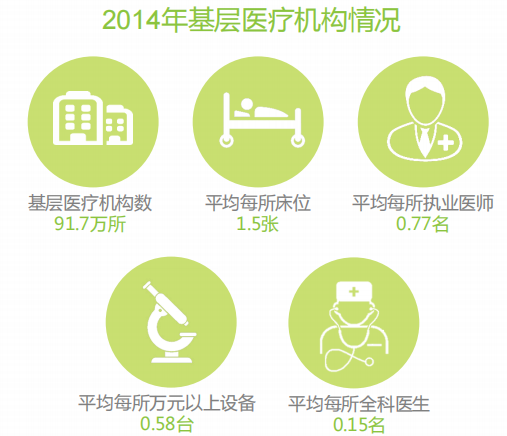 2014年基层医疗机构情况
基层医疗机构数
91.7万所
平均每所床位
1.5张
平均每所执业医师
0.77名
平均每所万元以上设备
0.58台
平均每所全科医生
0.15名